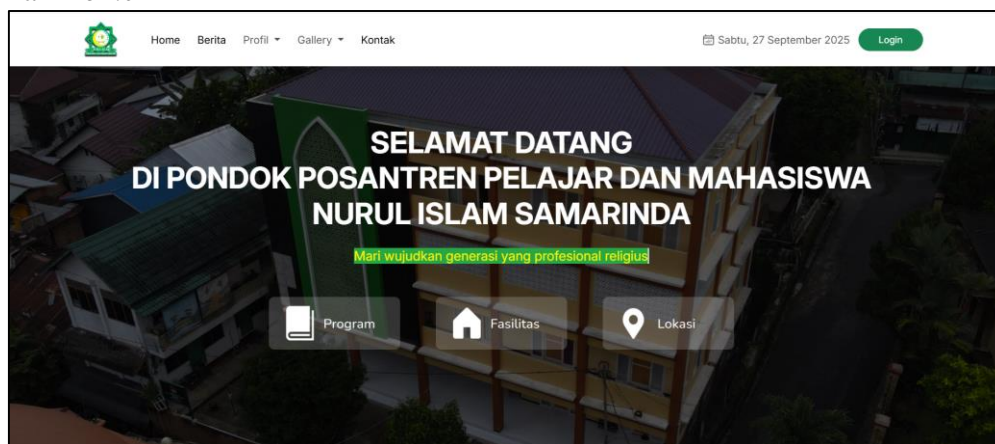 Home Berita Profil Gallery Kontak Sabtu, 27 September 2025 Login
SELAMAT DATANG
DI PONDOK POSANTREN PELAJAR DAN MAHASISWA
NURUL ISLAM SAMARINDA
Mari wujudkan generasi yang profesional religius
Program Fasilitas Lokasi